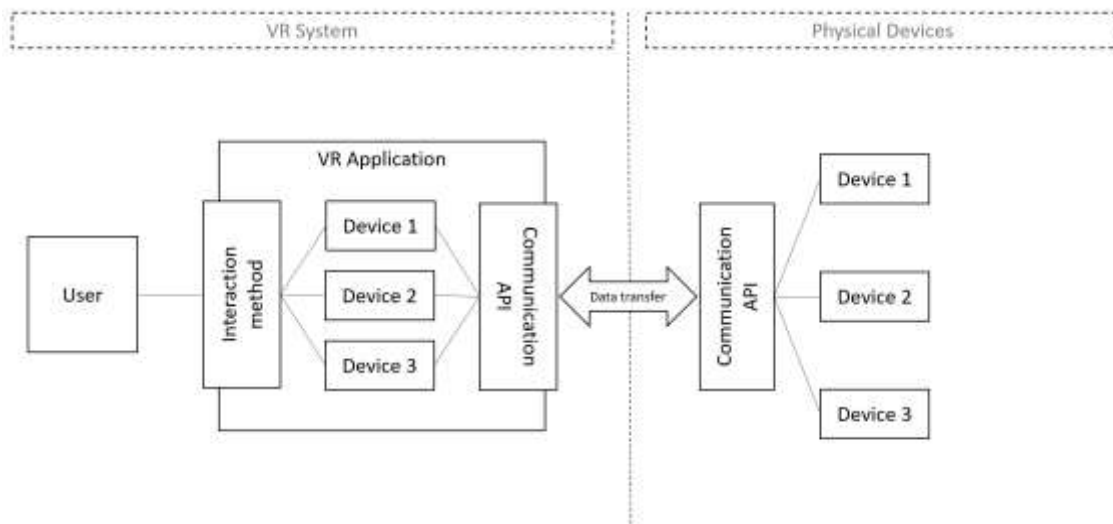 VR System
Physical Devices
VR Application
User
Interaction
method
Device 1
Device 2
Device 3
Communication
API
Data transfer
Communication
API
Device 1
Device 2
Device 3